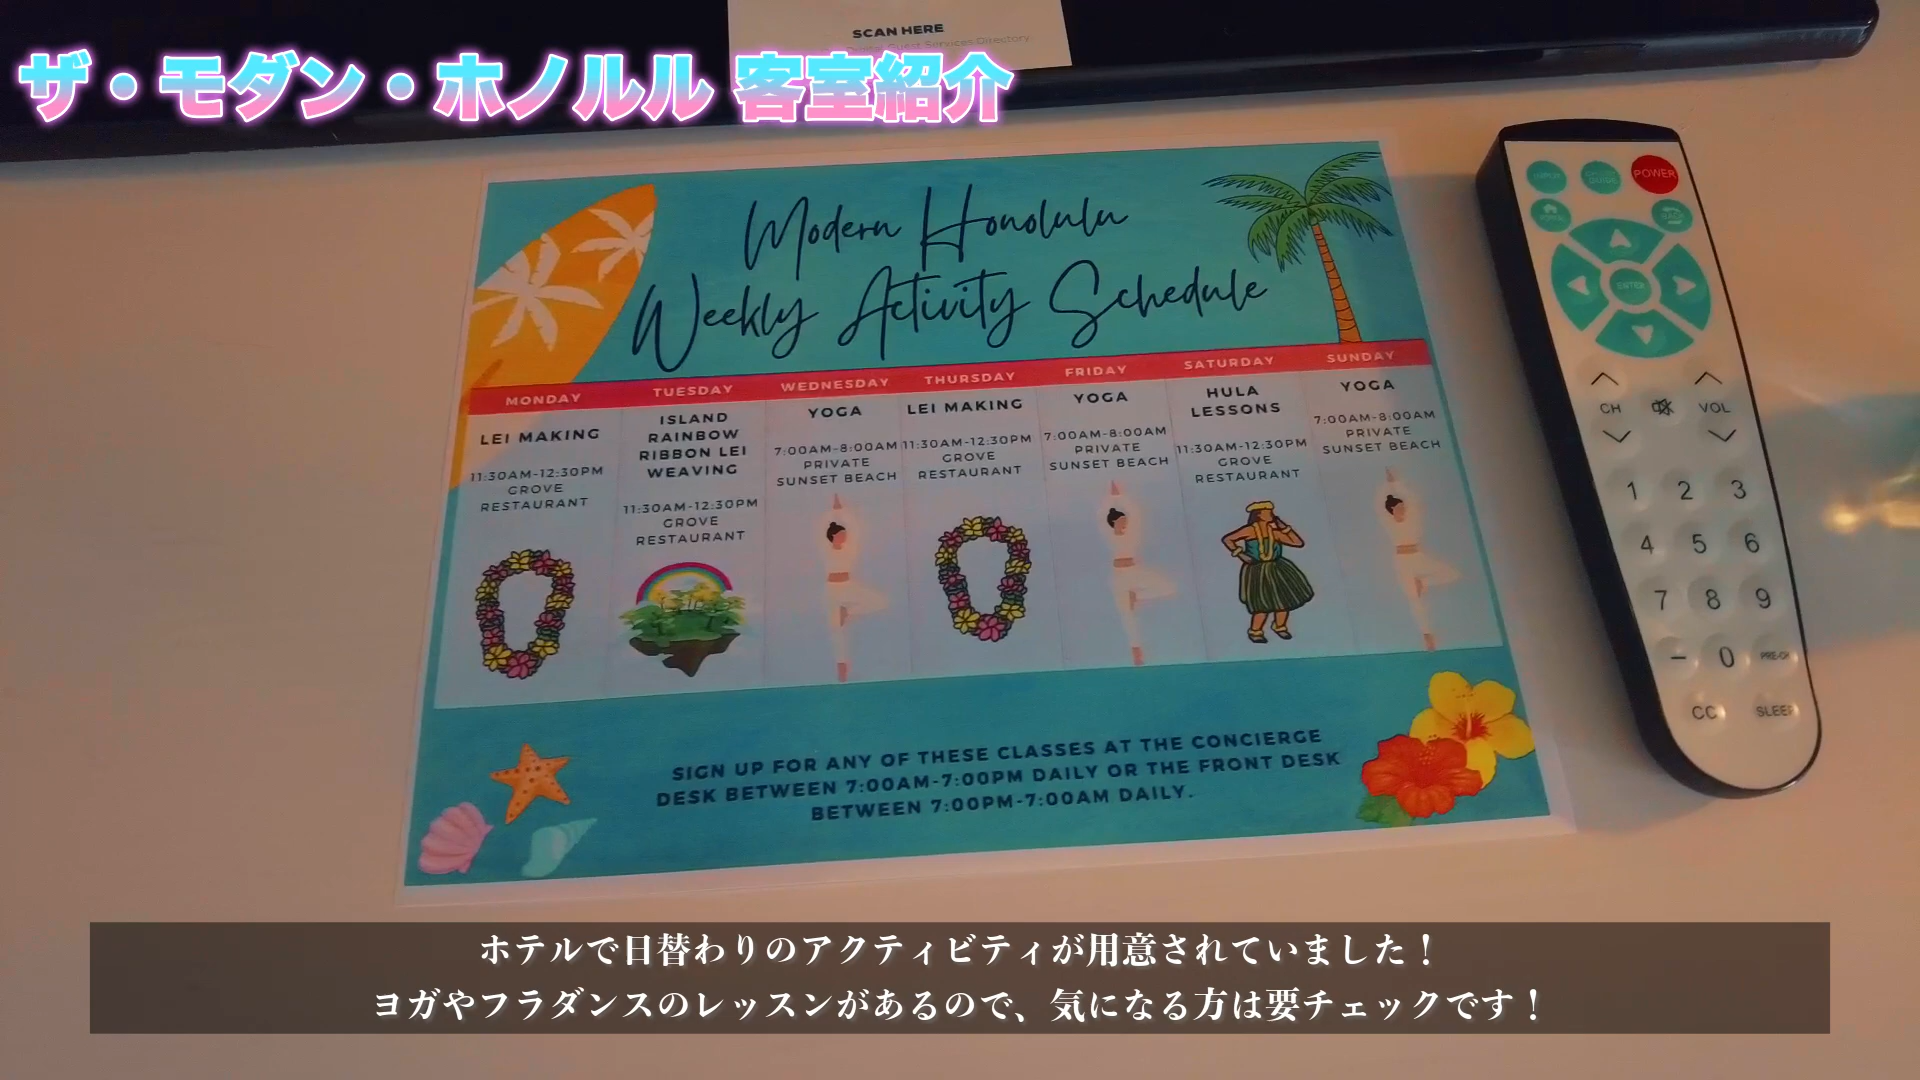 SCAN HERE
Digital Guest Services Directory
ザ・モダン・ホノルル 客室紹介
Modern Honolulu
Weekly Activity Schedule
MONDAY
LEI MAKING
11:30AM-12:30PM
GROVE
RESTAURANT
TUESDAY
ISLAND
RAINBOW
RIBBON LEI
WEAVING
11:30AM-12:30PM
GROVE
RESTAURANT
WEDNESDAY
YOGA
7:00AM-8:00AM
PRIVATE
SUNSET BEACH
THURSDAY
LEI MAKING
11:30AM-12:30PM
GROVE
RESTAURANT
FRIDAY
YOGA
7:00AM-8:00AM
PRIVATE
SUNSET BEACH
SATURDAY
HULA
LESSONS
11:30AM-12:30PM
GROVE
RESTAURANT
SUNDAY
YOGA
7:00AM-8:00AM
PRIVATE
SUNSET BEACH
SIGN UP FOR ANY OF THESE CLASSES AT THE CONCIERGE
DESK BETWEEN 7:00AM-7:00PM DAILY OR THE FRONT DESK
BETWEEN 7:00PM-7:00AM DAILY.
POWER
ENTER
CH
VOL
1 2 3
4 5 6
7 8 9
- 0 PRE-CH
CC SLEEP
ホテルで日替わりのアクティビティが用意されていました！
ヨガやフラダンスのレッスンがあるので、気になる方は要チェックです！